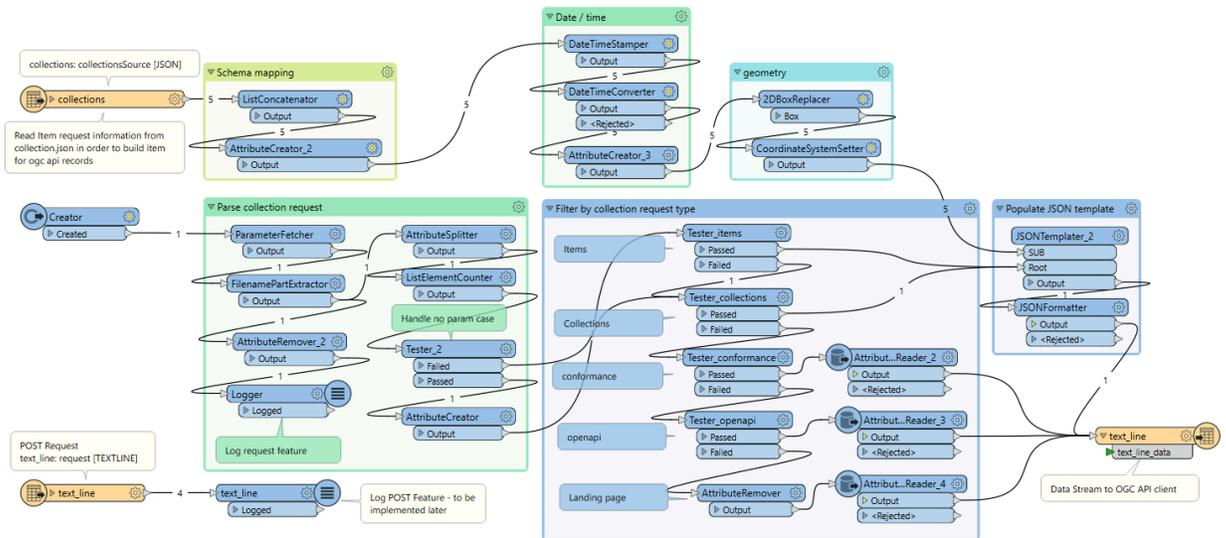 collections: collectionsSource [JSON]
collections
5
Read Item request information from
collection.json in order to build item
for ogc api records
Schema mapping
ListConcatenator
Output
5
AttributeCreator_2
Output
5
Date / time
DateTimeStamper
Output
5
DateTimeConverter
Output
<Rejected>
5
AttributeCreator_3
Output
5
geometry
2DBoxReplacer
Box
5
CoordinateSystemSetter
Output
5
Creator
Created
1
Parse collection request
ParameterFetcher
Output
1
FilenamePartExtractor
Output
1
1
AttributeRemover_2
Output
1
Logger
Logged
Log request feature
AttributeSplitter
Output
1
ListElementCounter
Output
Handle no param case
1
Tester_2
Failed
Passed
1
AttributeCreator
Output
Filter by collection request type
Items
Tester_items
Passed
Failed
1
Collections
Tester_collections
Passed
Failed
1
conformance
Tester_conformance
Passed
Failed
Attribut...Reader_2
Output
<Rejected>
openapi
Tester_openapi
Passed
Failed
Attribut...Reader_3
Output
<Rejected>
Landing page
AttributeRemover
Output
Attribut...Reader_4
Output
<Rejected>
Populate JSON template
JSONTemplater_2
SUB
Root
1
JSONFormatter
Output
<Rejected>
1
text_line
text_line_data
Data Stream to OGC API client
POST Request
text_line: request [TEXTLINE]
text_line
4
text_line
Logged
Log POST Feature - to be
implemented later